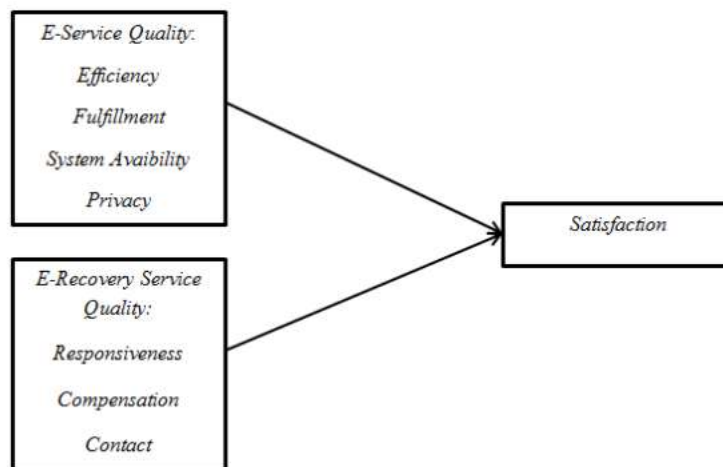 E-Service Quality:
Efficiency
Fulfillment
System Avaibility
Privacy
Satisfaction
E-Recovery Service
Quality:
Responsiveness
Compensation
Contact